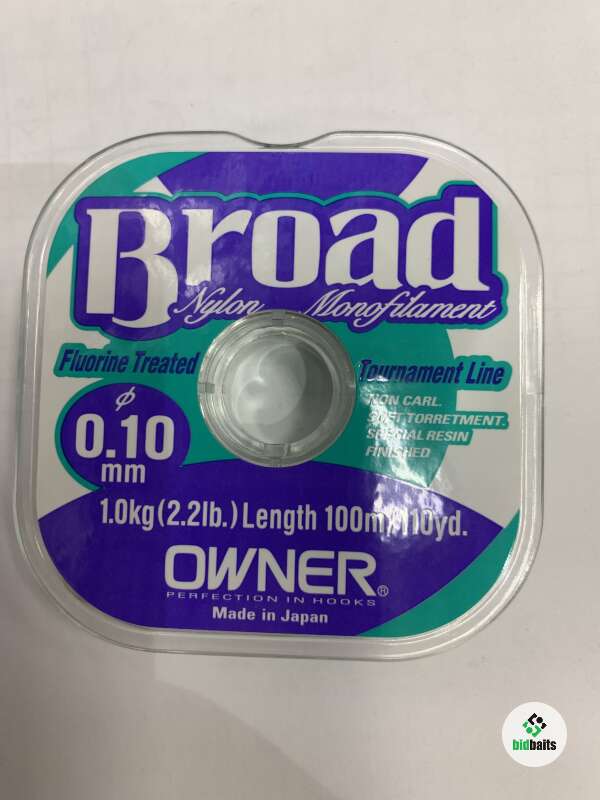 Broad
Nylon Monofilament
Fluorine Treated
Tournament Line
NON CARL.
SOFT TORRETMENT.
SPECIAL RESIN
FINISHED
φ
0.10
mm
1.0kg(2.2lb.) Length 100m 110yd.
OWNER®
PERFECTION IN HOOKS
Made in Japan
bidbaits